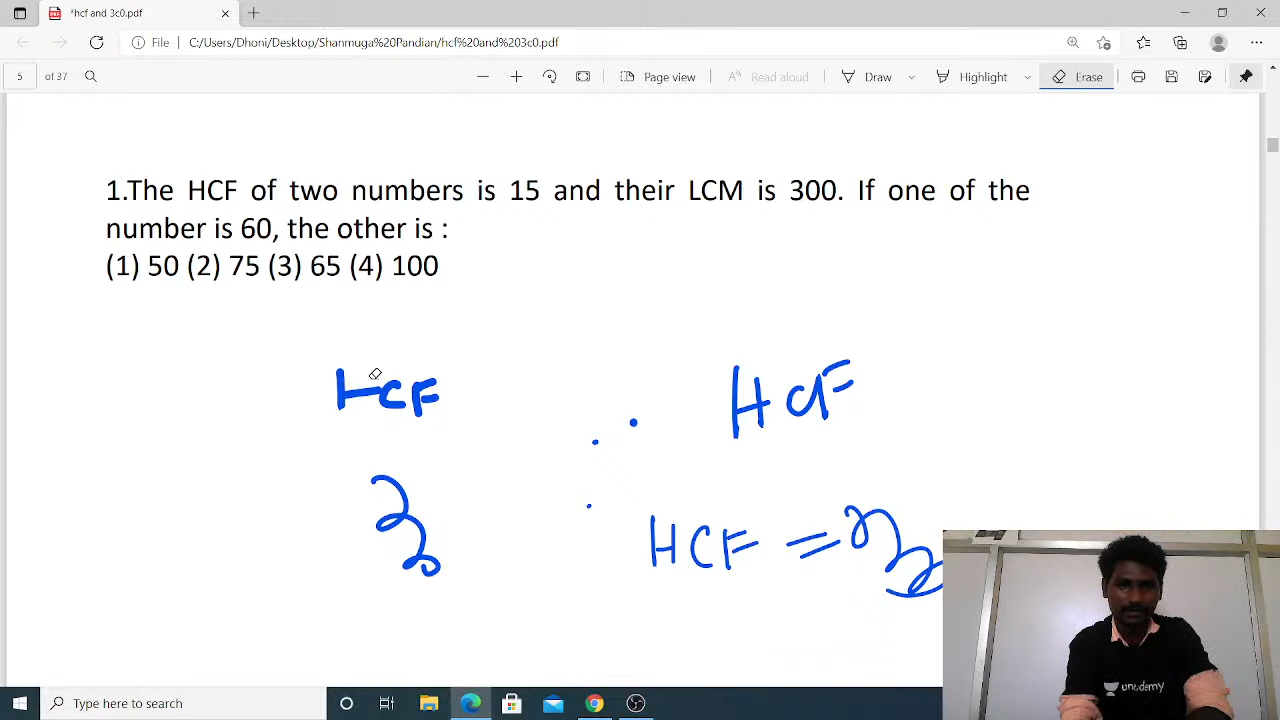 *hcf and 3c0.pdf
File C:/Users/Dhoni/Desktop/Shanmuga%20Pandian/hcf%20and%203c0.pdf
5 of 37 Page view Read aloud Draw Highlight Erase
1.The HCF of two numbers is 15 and their LCM is 300. If one of the
number is 60, the other is :
(1) 50 (2) 75 (3) 65 (4) 100
HCF HCF
HCF =
unacademy
Type here to search